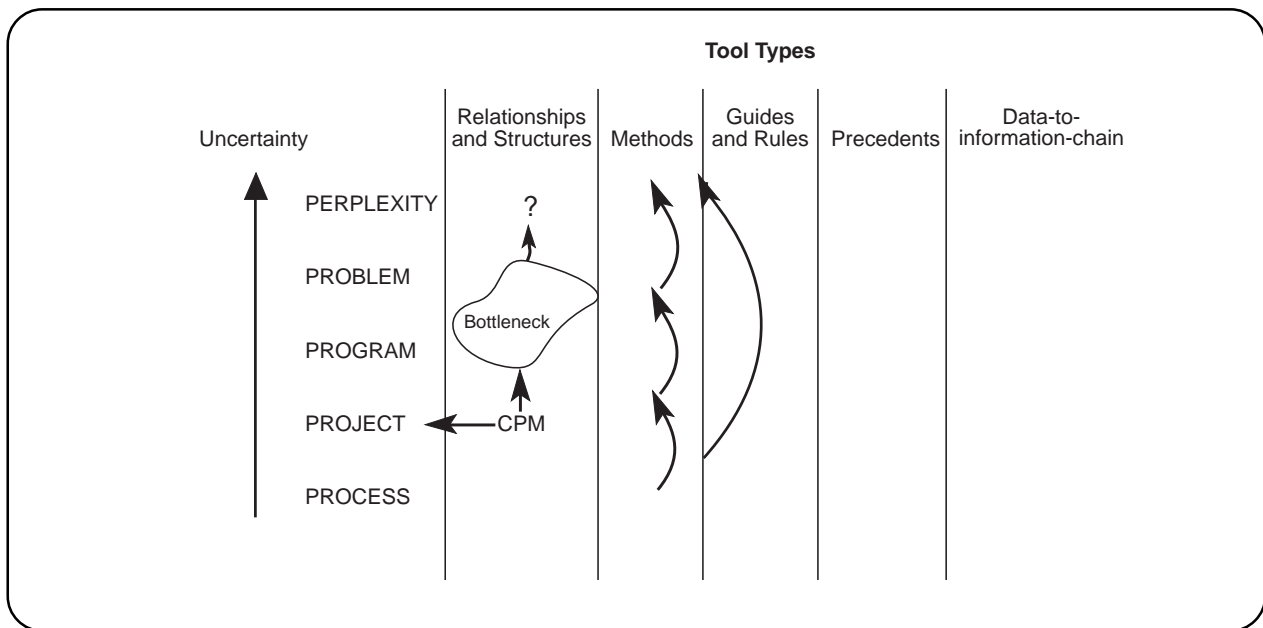 Tool Types
Uncertainty
Relationships
and Structures
Methods
Guides
and Rules
Precedents
Data-to-
information-chain
PERPLEXITY
?
PROBLEM
Bottleneck
PROGRAM
PROJECT
CPM
PROCESS